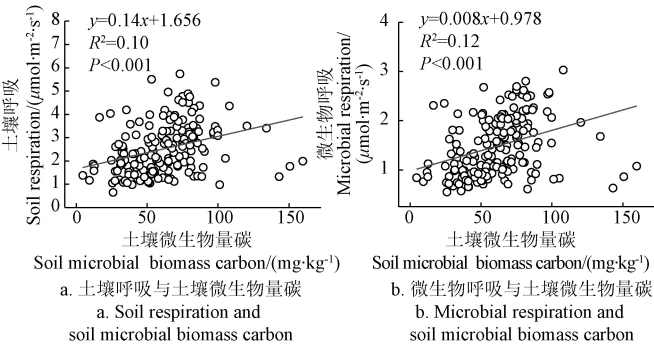 y=0.14x+1.656
R²=0.10
P<0.001
8
7
6
5
4
3
2
1
0
土壤呼吸
Soil respiration/(μmol·m⁻²·s⁻¹)
0 50 100 150
土壤微生物量碳
Soil microbial biomass carbon/(mg·kg⁻¹)
a. 土壤呼吸与土壤微生物量碳
a. Soil respiration and
soil microbial biomass carbon
y=0.008x+0.978
R²=0.12
P<0.001
4
3
2
1
微生物呼吸
Microbial respiration/
(μmol·m⁻²·s⁻¹)
0 50 100 150
土壤微生物量碳
Soil microbial biomass carbon/(mg·kg⁻¹)
b. 微生物呼吸与土壤微生物量碳
b. Microbial respiration and
soil microbial biomass carbon